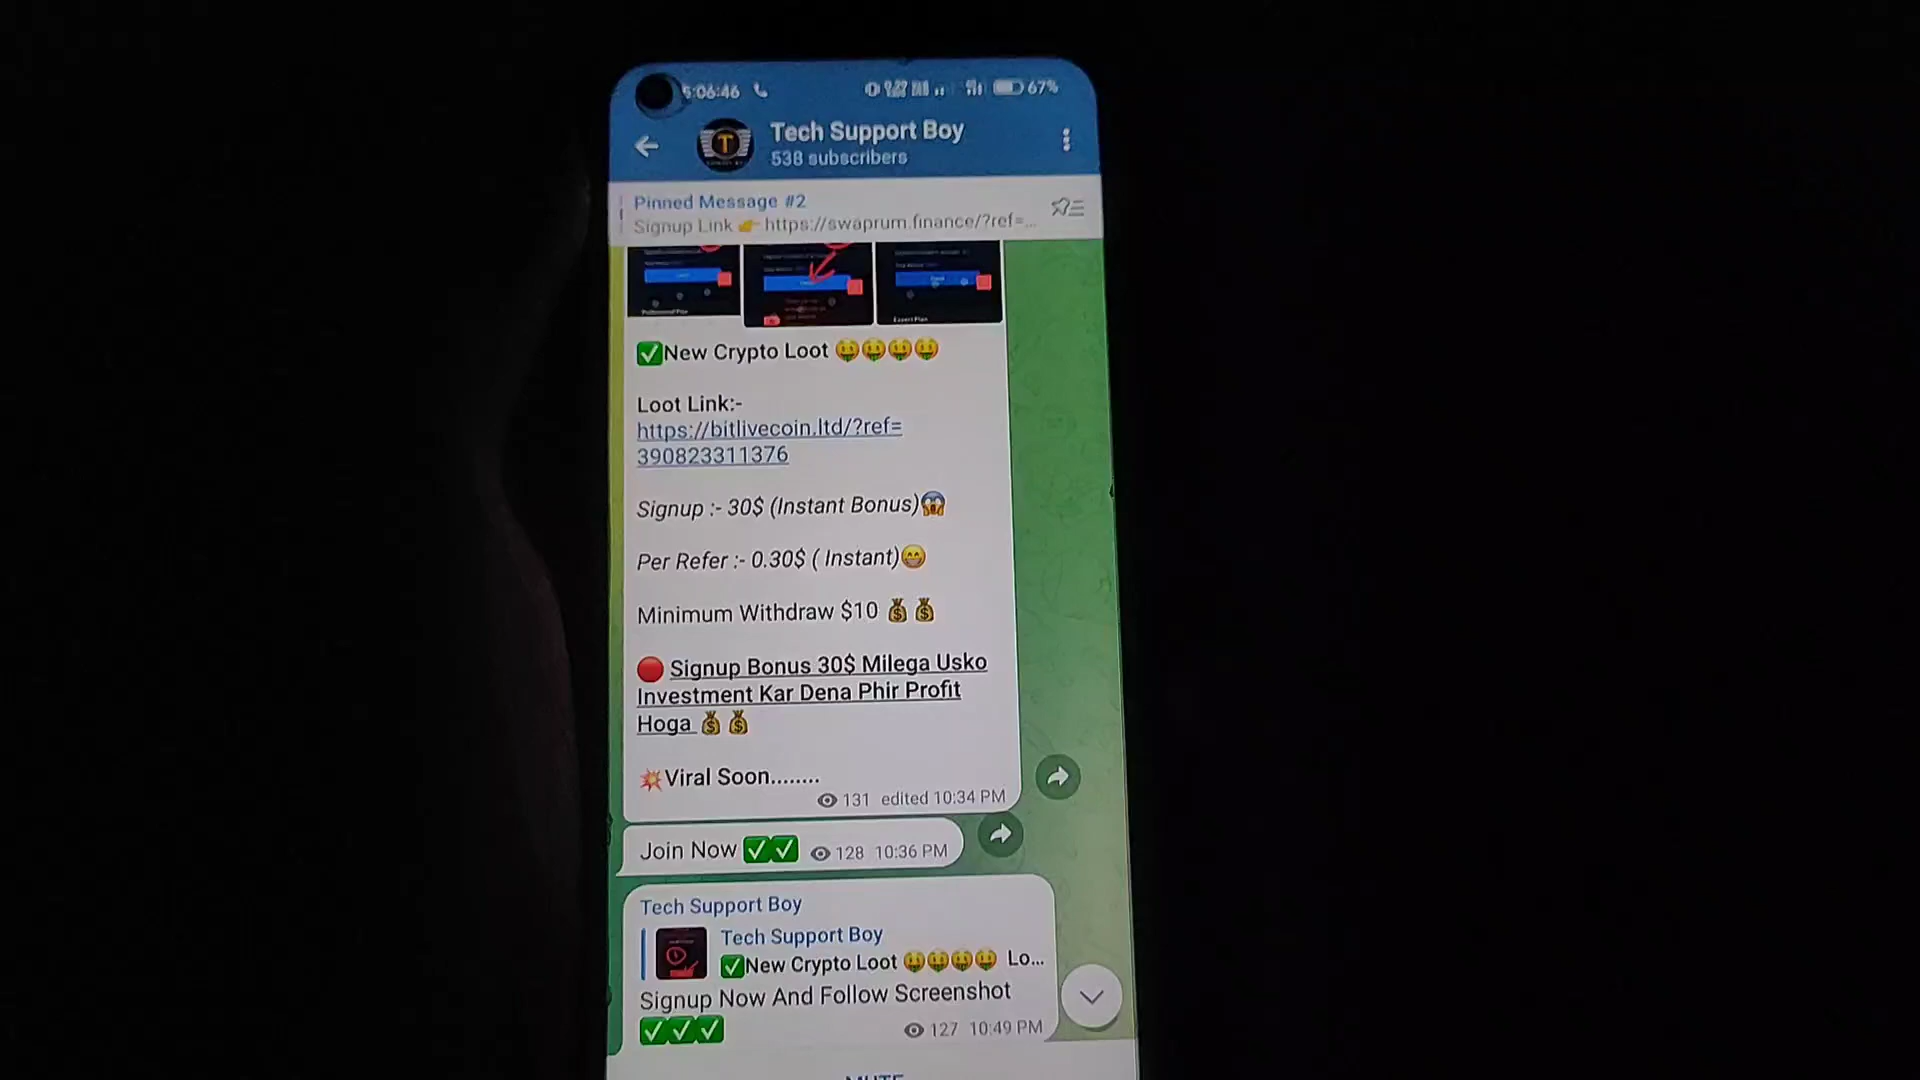 5:06:46
67%
Tech Support Boy
538 subscribers
Pinned Message #2
Signup Link 👉 https://swaprum.finance/?ref=...
Expert Plan
✅New Crypto Loot 🤑🤑🤑🤑
Loot Link:-
https://bitlivecoin.ltd/?ref=
390823311376
Signup :- 30$ (Instant Bonus)😱
Per Refer :- 0.30$ ( Instant)😁
Minimum Withdraw $10 💰💰
🔴 Signup Bonus 30$ Milega Usko
Investment Kar Dena Phir Profit
Hoga 💰💰
💥Viral Soon........
131 edited 10:34 PM
Join Now ✅✅ 128 10:36 PM
Tech Support Boy
Tech Support Boy
✅New Crypto Loot 🤑🤑🤑🤑 Lo...
Signup Now And Follow Screenshot
✅✅✅ 127 10:49 PM
MUTE